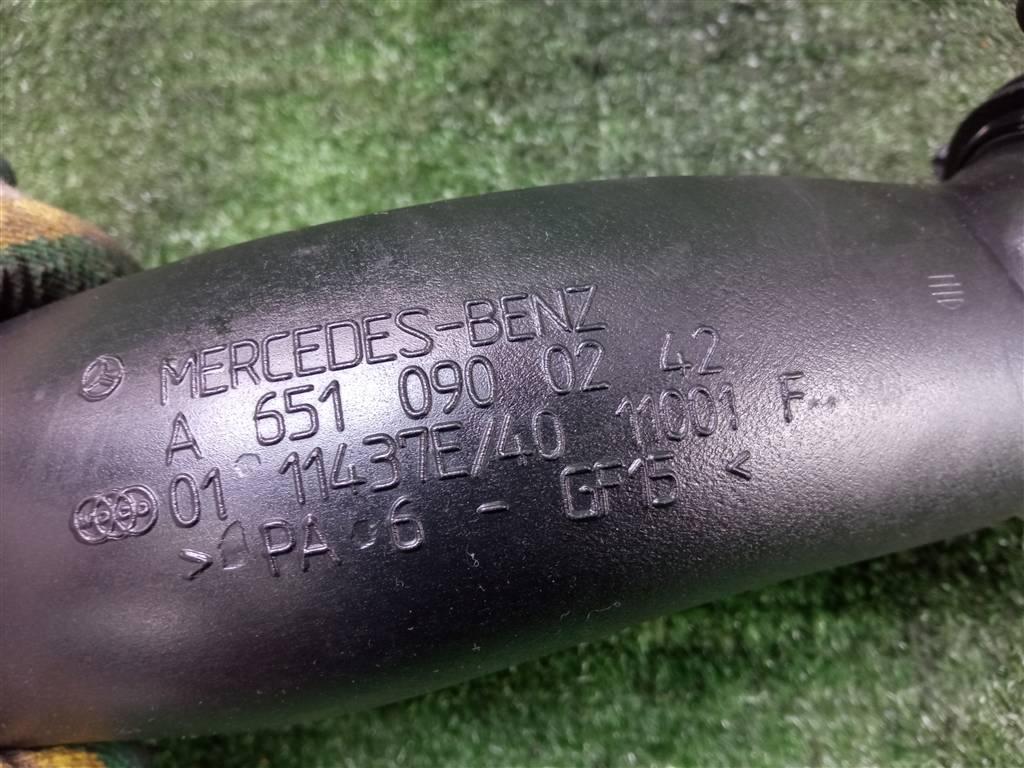 MERCEDES-BENZ
A 651 090 02 42
01 11437E/40 11001 F
> PA 6 - GF15 <